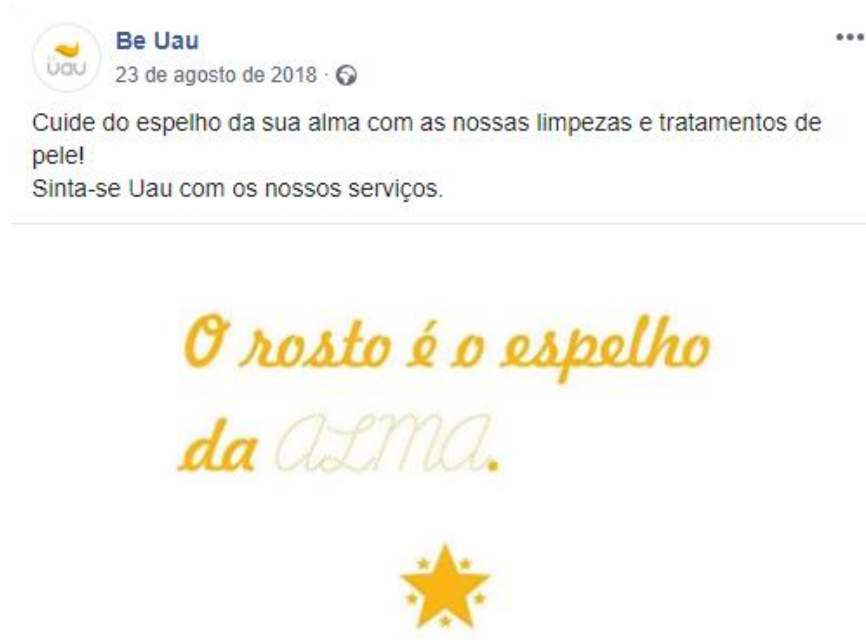 Be Uau
uau
23 de agosto de 2018 ·
Cuide do espelho da sua alma com as nossas limpezas e tratamentos de
pele!
Sinta-se Uau com os nossos serviços.
O rosto é o espelho
da ALMA.